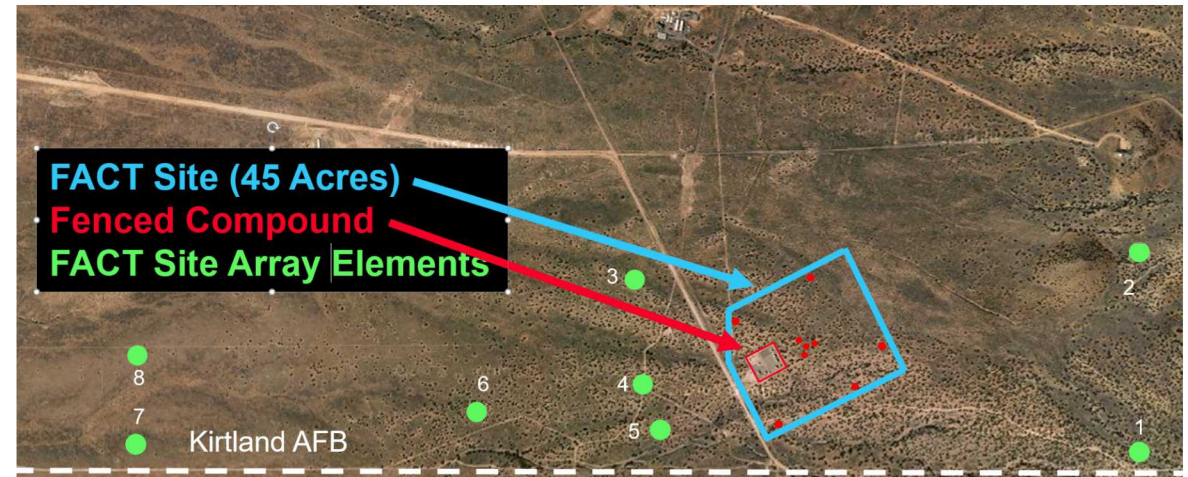 FACT Site (45 Acres)
Fenced Compound
FACT Site Array Elements
3
2
8
6
4
7
5
1
Kirtland AFB